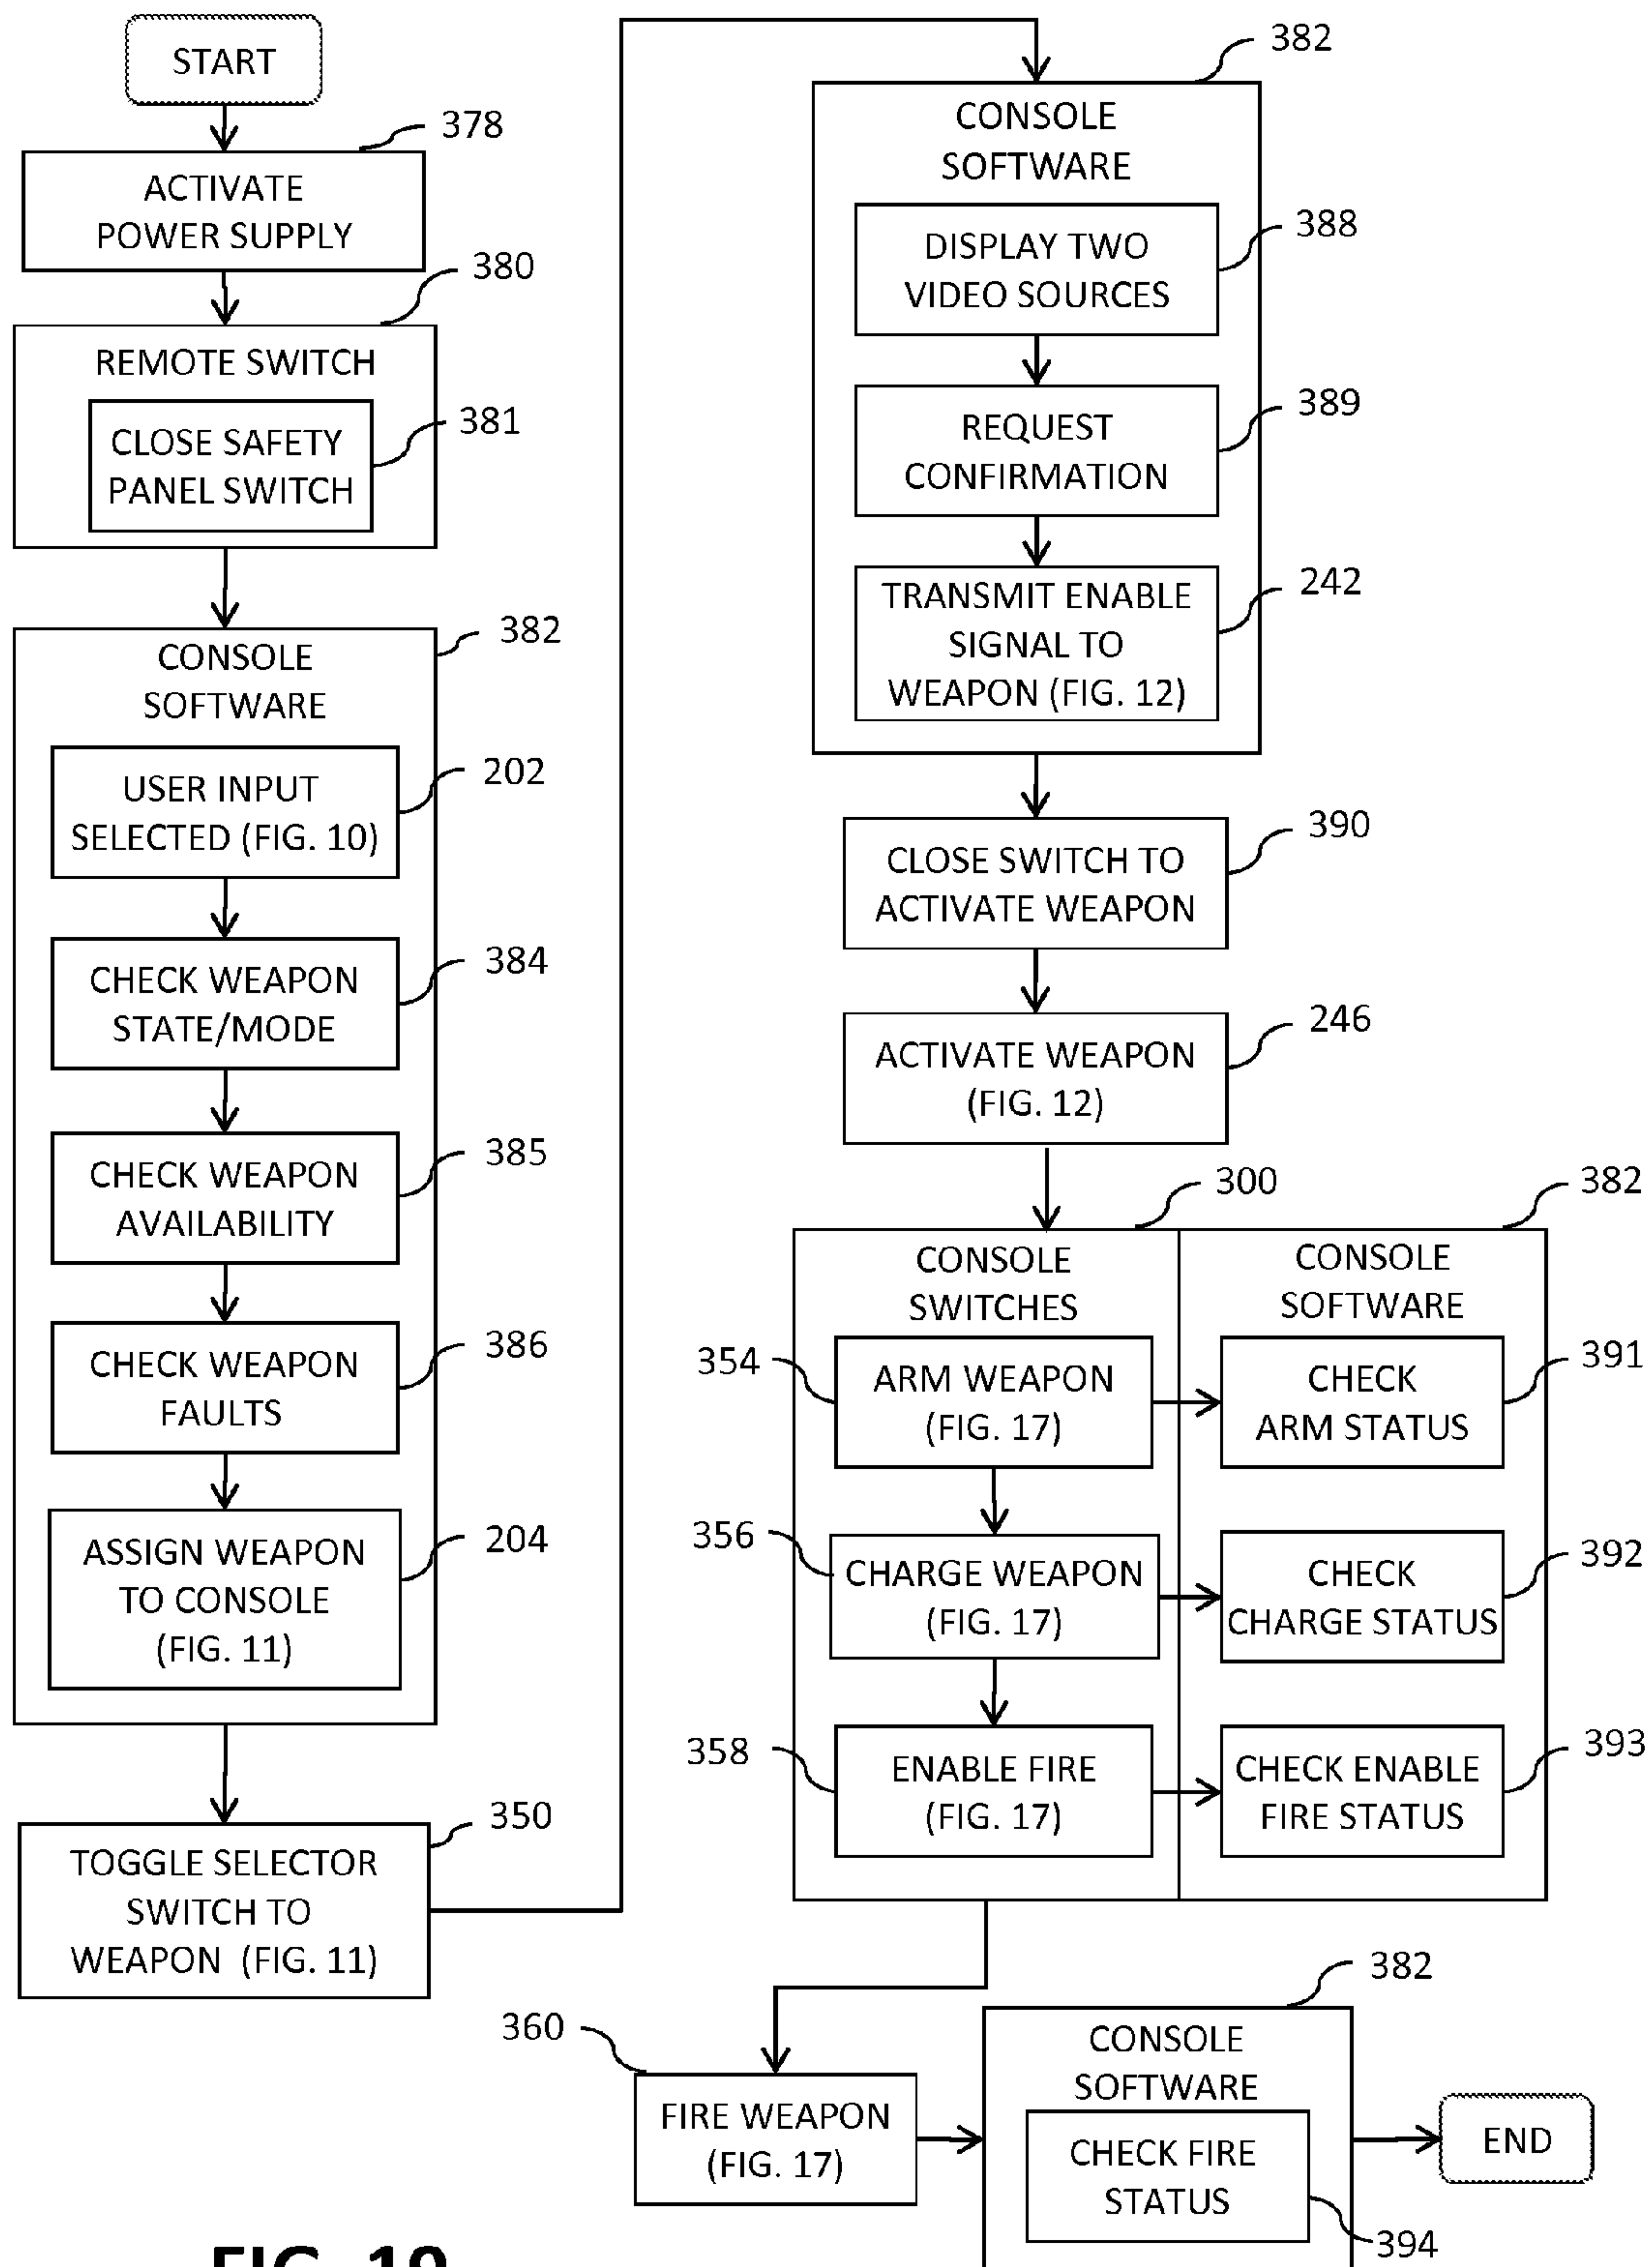 START
378
ACTIVATE
POWER SUPPLY
380
REMOTE SWITCH
381
CLOSE SAFETY
PANEL SWITCH
382
CONSOLE
SOFTWARE
202
USER INPUT
SELECTED (FIG. 10)
384
CHECK WEAPON
STATE/MODE
385
CHECK WEAPON
AVAILABILITY
386
CHECK WEAPON
FAULTS
204
ASSIGN WEAPON
TO CONSOLE
(FIG. 11)
350
TOGGLE SELECTOR
SWITCH TO
WEAPON (FIG. 11)
382
CONSOLE
SOFTWARE
388
DISPLAY TWO
VIDEO SOURCES
389
REQUEST
CONFIRMATION
242
TRANSMIT ENABLE
SIGNAL TO
WEAPON (FIG. 12)
390
CLOSE SWITCH TO
ACTIVATE WEAPON
246
ACTIVATE WEAPON
(FIG. 12)
300
CONSOLE
SWITCHES
382
CONSOLE
SOFTWARE
354
ARM WEAPON
(FIG. 17)
391
CHECK
ARM STATUS
356
CHARGE WEAPON
(FIG. 17)
392
CHECK
CHARGE STATUS
358
ENABLE FIRE
(FIG. 17)
393
CHECK ENABLE
FIRE STATUS
360
FIRE WEAPON
(FIG. 17)
382
CONSOLE
SOFTWARE
CHECK FIRE
STATUS
394
END
FIG. 19